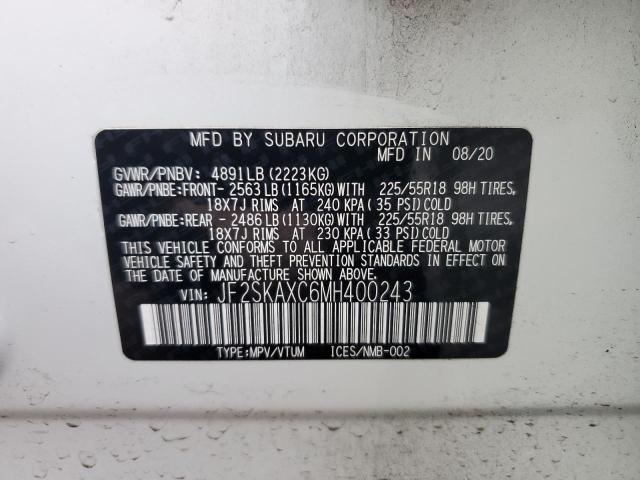 MFD BY SUBARU CORPORATION
MFD IN 08/20
GVWR/PNBV: 4891LB (2223KG)
GAWR/PNBE:FRONT- 2563LB (1165KG) WITH 225/55R18 98H TIRES,
18X7J RIMS AT 240 KPA ( 35 PSI) COLD
GAWR/PNBE:REAR - 2486LB (1130KG) WITH 225/55R18 98H TIRES,
18X7J RIMS AT 230 KPA ( 33 PSI) COLD
THIS VEHICLE CONFORMS TO ALL APPLICABLE FEDERAL MOTOR
VEHICLE SAFETY AND THEFT PREVENTION STANDARDS IN EFFECT
ON THE DATE OF MANUFACTURE SHOWN ABOVE.
VIN: JF2SKAXC6MH400243
TYPE:MPV/VTUM ICES/NMB-002